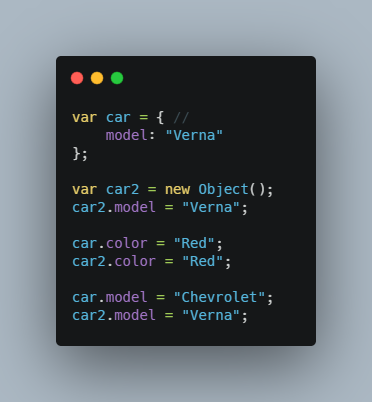 var car = { //
    model: "Verna"
};

var car2 = new Object();
car2.model = "Verna";

car.color = "Red";
car2.color = "Red";

car.model = "Chevrolet";
car2.model = "Verna";